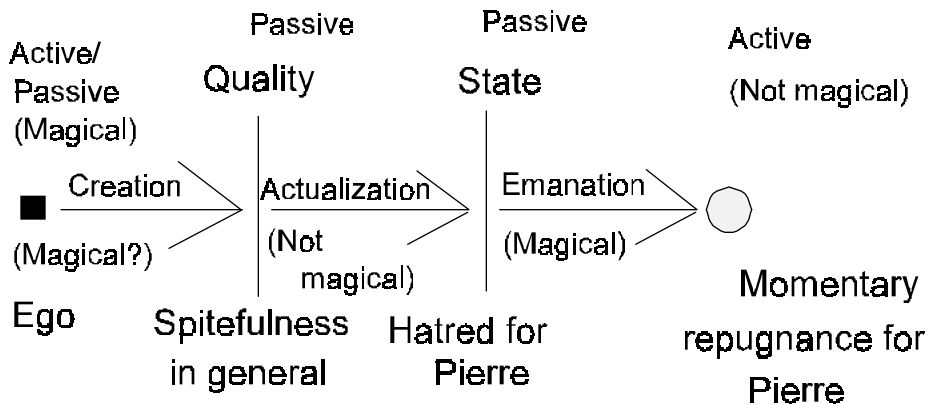 Active/
Passive
(Magical)
Passive
Quality
Passive
State
Active
(Not magical)
Creation
(Magical?)
Actualization
(Not
magical)
Emanation
(Magical)
Ego
Spitefulness
in general
Hatred for
Pierre
Momentary
repugnance for
Pierre